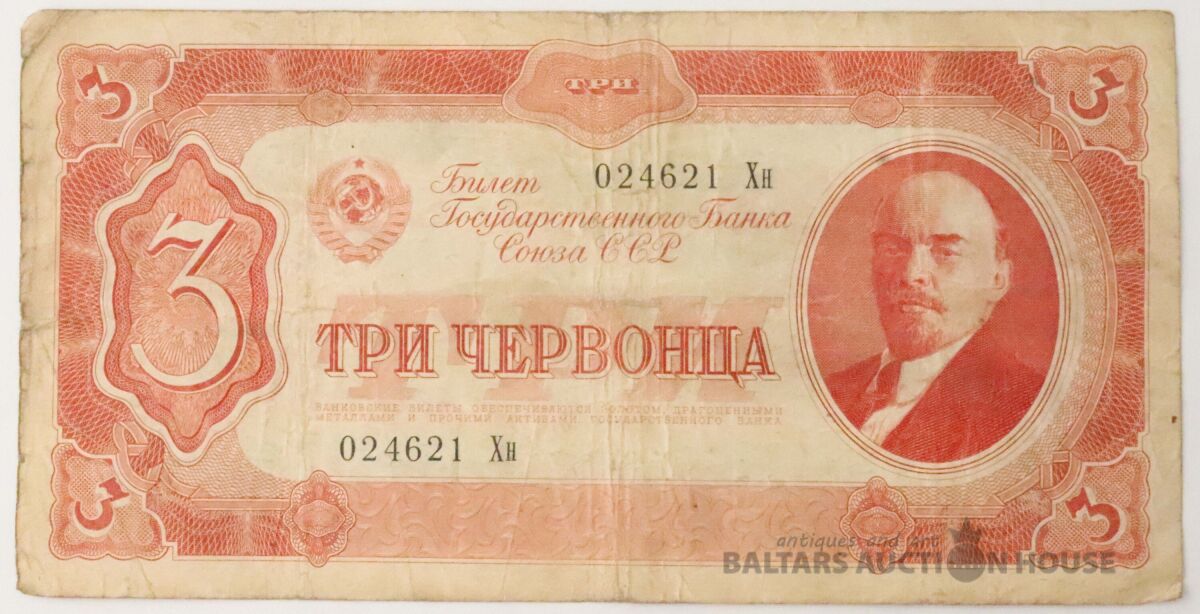 3
ТРИ
3
Билет
024621 Хн
Государственного Банка
Союза ССР
3
ТРИ
ТРИ ЧЕРВОНЦА
БАНКОВСКИЕ БИЛЕТЫ ОБЕСПЕЧИВАЮТСЯ ЗОЛОТОМ, ДРАГОЦЕННЫМИ
МЕТАЛЛАМИ И ПРОЧИМИ АКТИВАМИ ГОСУДАРСТВЕННОГО БАНКА
024621 Хн
3
3
antiques and art
BALTARS AUCTION HOUSE